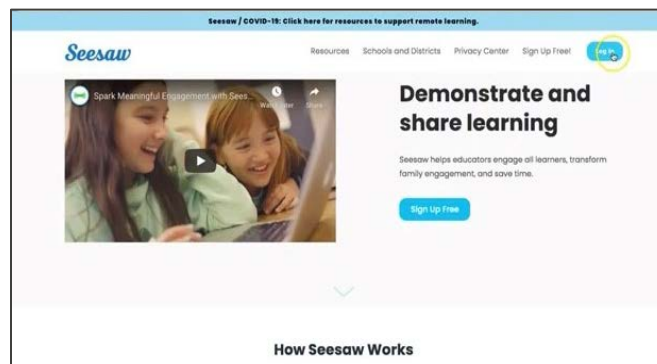 Seesaw / COVID-19: Click here for resources to support remote learning.
Seesaw
Resources Schools and Districts Privacy Center Sign Up Free! Log In
Spark Meaningful Engagement with Sees...
Share
Demonstrate and
share learning
Seesaw helps educators engage all learners, transform
family engagement, and save time.
Sign Up Free
How Seesaw Works